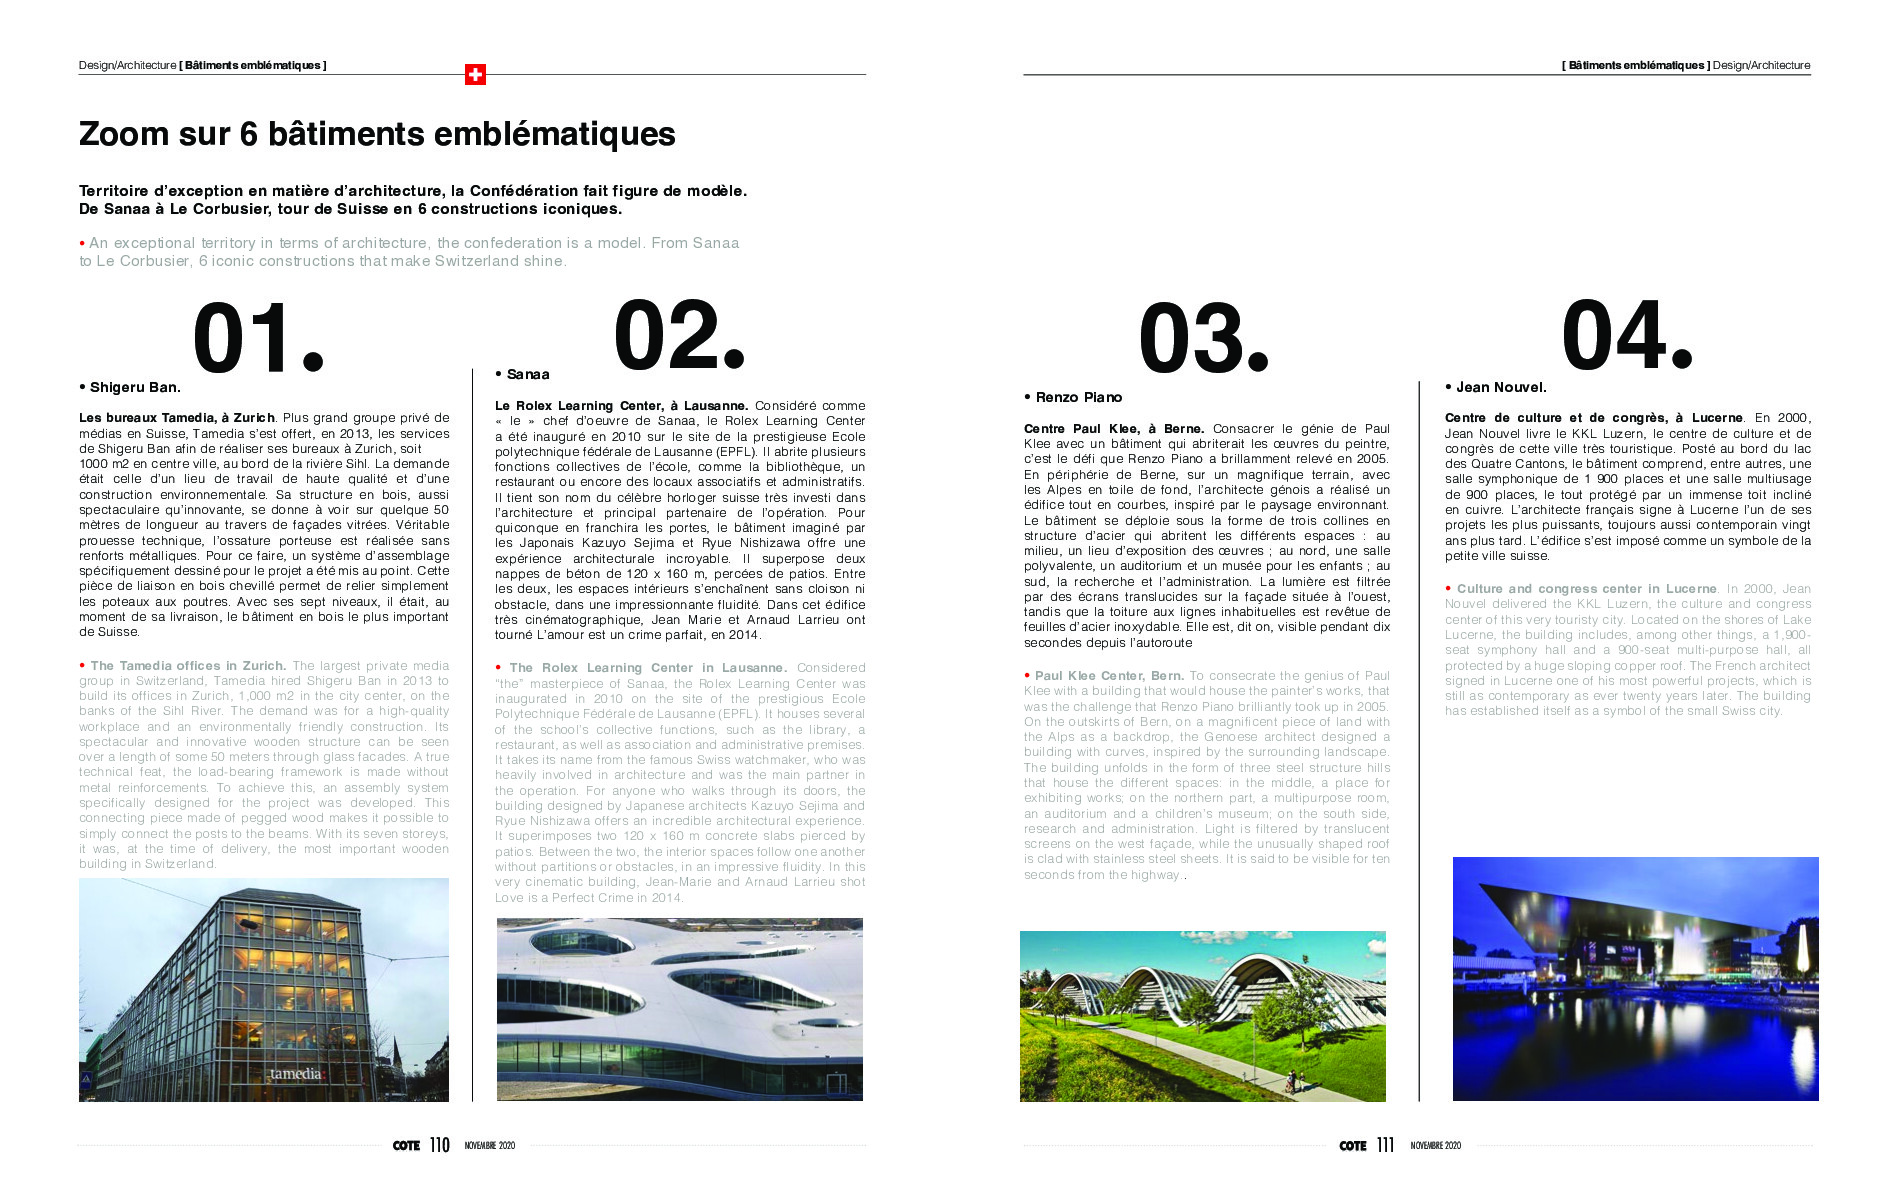 Design/Architecture [ Bâtiments emblématiques ]
Zoom sur 6 bâtiments emblématiques
Territoire d’exception en matière d’architecture, la Confédération fait figure de modèle.
De Sanaa à Le Corbusier, tour de Suisse en 6 constructions iconiques.
• An exceptional territory in terms of architecture, the confederation is a model. From Sanaa
to Le Corbusier, 6 iconic constructions that make Switzerland shine.
01.
• Shigeru Ban.
Les bureaux Tamedia, à Zurich. Plus grand groupe privé de
médias en Suisse, Tamedia s’est offert, en 2013, les services
de Shigeru Ban afin de réaliser ses bureaux à Zurich, soit
1000 m2 en centre ville, au bord de la rivière Sihl. La demande
était celle d’un lieu de travail de haute qualité et d’une
construction environnementale. Sa structure en bois, aussi
spectaculaire qu’innovante, se donne à voir sur quelque 50
mètres de longueur au travers de façades vitrées. Véritable
prouesse technique, l’ossature porteuse est réalisée sans
renforts métalliques. Pour ce faire, un système d’assemblage
spécifiquement dessiné pour le projet a été mis au point. Cette
pièce de liaison en bois chevillé permet de relier simplement
les poteaux aux poutres. Avec ses sept niveaux, il était, au
moment de sa livraison, le bâtiment en bois le plus important
de Suisse.
• The Tamedia offices in Zurich. The largest private media
group in Switzerland, Tamedia hired Shigeru Ban in 2013 to
build its offices in Zurich, 1,000 m2 in the city center, on the
banks of the Sihl River. The demand was for a high-quality
workplace and an environmentally friendly construction. Its
spectacular and innovative wooden structure can be seen
over a length of some 50 meters through glass facades. A true
technical feat, the load-bearing framework is made without
metal reinforcements. To achieve this, an assembly system
specifically designed for the project was developed. This
connecting piece made of pegged wood makes it possible to
simply connect the posts to the beams. With its seven storeys,
it was, at the time of delivery, the most important wooden
building in Switzerland.
tamedia:
02.
• Sanaa
Le Rolex Learning Center, à Lausanne. Considéré comme
« le » chef d’oeuvre de Sanaa, le Rolex Learning Center
a été inauguré en 2010 sur le site de la prestigieuse Ecole
polytechnique fédérale de Lausanne (EPFL). Il abrite plusieurs
fonctions collectives de l’école, comme la bibliothèque, un
restaurant ou encore des locaux associatifs et administratifs.
Il tient son nom du célèbre horloger suisse très investi dans
l’architecture et principal partenaire de l’opération. Pour
quiconque en franchira les portes, le bâtiment imaginé par
les Japonais Kazuyo Sejima et Ryue Nishizawa offre une
expérience architecturale incroyable. Il superpose deux
nappes de béton de 120 x 160 m, percées de patios. Entre
les deux, les espaces intérieurs s’enchaînent sans cloison ni
obstacle, dans une impressionnante fluidité. Dans cet édifice
très cinématographique, Jean Marie et Arnaud Larrieu ont
tourné L’amour est un crime parfait, en 2014.
• The Rolex Learning Center in Lausanne. Considered
“the” masterpiece of Sanaa, the Rolex Learning Center was
inaugurated in 2010 on the site of the prestigious Ecole
Polytechnique Fédérale de Lausanne (EPFL). It houses several
of the school’s collective functions, such as the library, a
restaurant, as well as association and administrative premises.
It takes its name from the famous Swiss watchmaker, who was
heavily involved in architecture and was the main partner in
the operation. For anyone who walks through its doors, the
building designed by Japanese architects Kazuyo Sejima and
Ryue Nishizawa offers an incredible architectural experience.
It superimposes two 120 x 160 m concrete slabs pierced by
patios. Between the two, the interior spaces follow one another
without partitions or obstacles, in an impressive fluidity. In this
very cinematic building, Jean-Marie and Arnaud Larrieu shot
Love is a Perfect Crime in 2014.
COTE 110 NOVEMBRE 2020
[ Bâtiments emblématiques ] Design/Architecture
03.
• Renzo Piano
Centre Paul Klee, à Berne. Consacrer le génie de Paul
Klee avec un bâtiment qui abriterait les œuvres du peintre,
c’est le défi que Renzo Piano a brillamment relevé en 2005.
En périphérie de Berne, sur un magnifique terrain, avec
les Alpes en toile de fond, l’architecte génois a réalisé un
édifice tout en courbes, inspiré par le paysage environnant.
Le bâtiment se déploie sous la forme de trois collines en
structure d’acier qui abritent les différents espaces : au
milieu, un lieu d’exposition des œuvres ; au nord, une salle
polyvalente, un auditorium et un musée pour les enfants ; au
sud, la recherche et l’administration. La lumière est filtrée
par des écrans translucides sur la façade située à l’ouest,
tandis que la toiture aux lignes inhabituelles est revêtue de
feuilles d’acier inoxydable. Elle est, dit on, visible pendant dix
secondes depuis l’autoroute
• Paul Klee Center, Bern. To consecrate the genius of Paul
Klee with a building that would house the painter’s works, that
was the challenge that Renzo Piano brilliantly took up in 2005.
On the outskirts of Bern, on a magnificent piece of land with
the Alps as a backdrop, the Genoese architect designed a
building with curves, inspired by the surrounding landscape.
The building unfolds in the form of three steel structure hills
that house the different spaces: in the middle, a place for
exhibiting works; on the northern part, a multipurpose room,
an auditorium and a children’s museum; on the south side,
research and administration. Light is filtered by translucent
screens on the west façade, while the unusually shaped roof
is clad with stainless steel sheets. It is said to be visible for ten
seconds from the highway. .
04.
• Jean Nouvel.
Centre de culture et de congrès, à Lucerne. En 2000,
Jean Nouvel livre le KKL Luzern, le centre de culture et de
congrès de cette ville très touristique. Posté au bord du lac
des Quatre Cantons, le bâtiment comprend, entre autres, une
salle symphonique de 1 900 places et une salle multiusage
de 900 places, le tout protégé par un immense toit incliné
en cuivre. L’architecte français signe à Lucerne l’un de ses
projets les plus puissants, toujours aussi contemporain vingt
ans plus tard. L’édifice s’est imposé comme un symbole de la
petite ville suisse.
• Culture and congress center in Lucerne. In 2000, Jean
Nouvel delivered the KKL Luzern, the culture and congress
center of this very touristy city. Located on the shores of Lake
Lucerne, the building includes, among other things, a 1,900-
seat symphony hall and a 900-seat multi-purpose hall, all
protected by a huge sloping copper roof. The French architect
signed in Lucerne one of his most powerful projects, which is
still as contemporary as ever twenty years later. The building
has established itself as a symbol of the small Swiss city.
COTE 111 NOVEMBRE 2020